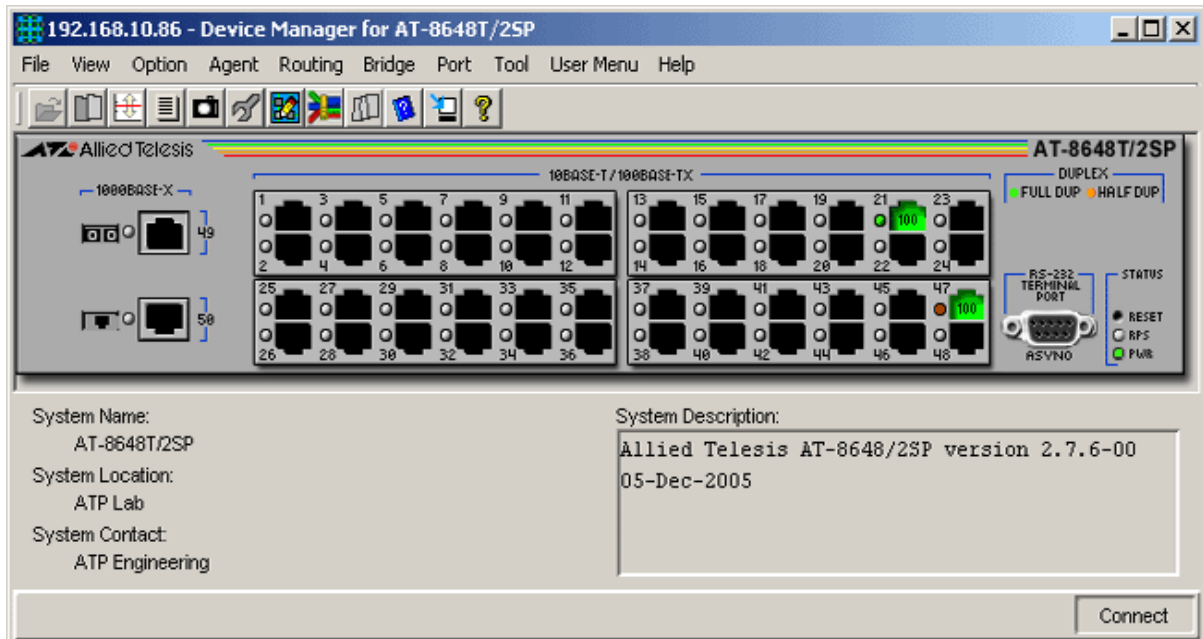 192.168.10.86 - Device Manager for AT-8648T/2SP
File View Option Agent Routing Bridge Port Tool User Menu Help
Allied Telesis
AT-8648T/2SP
1000BASE-X
10BASE-T/100BASE-TX
DUPLEX
FULL DUP HALF DUP
1 3 5 7 9 11 13 15 17 19 21 23
100
49
2 4 6 8 10 12 14 16 18 20 22 24
RS-232
TERMINAL
PORT
STATUS
25 27 29 31 33 35 37 39 41 43 45 47
100
50
RESET
RPS
PWR
26 28 30 32 34 36 38 40 42 44 46 48
ASYN0
System Name:
AT-8648T/2SP
System Location:
ATP Lab
System Contact:
ATP Engineering
System Description:
Allied Telesis AT-8648/2SP version 2.7.6-00
05-Dec-2005
Connect